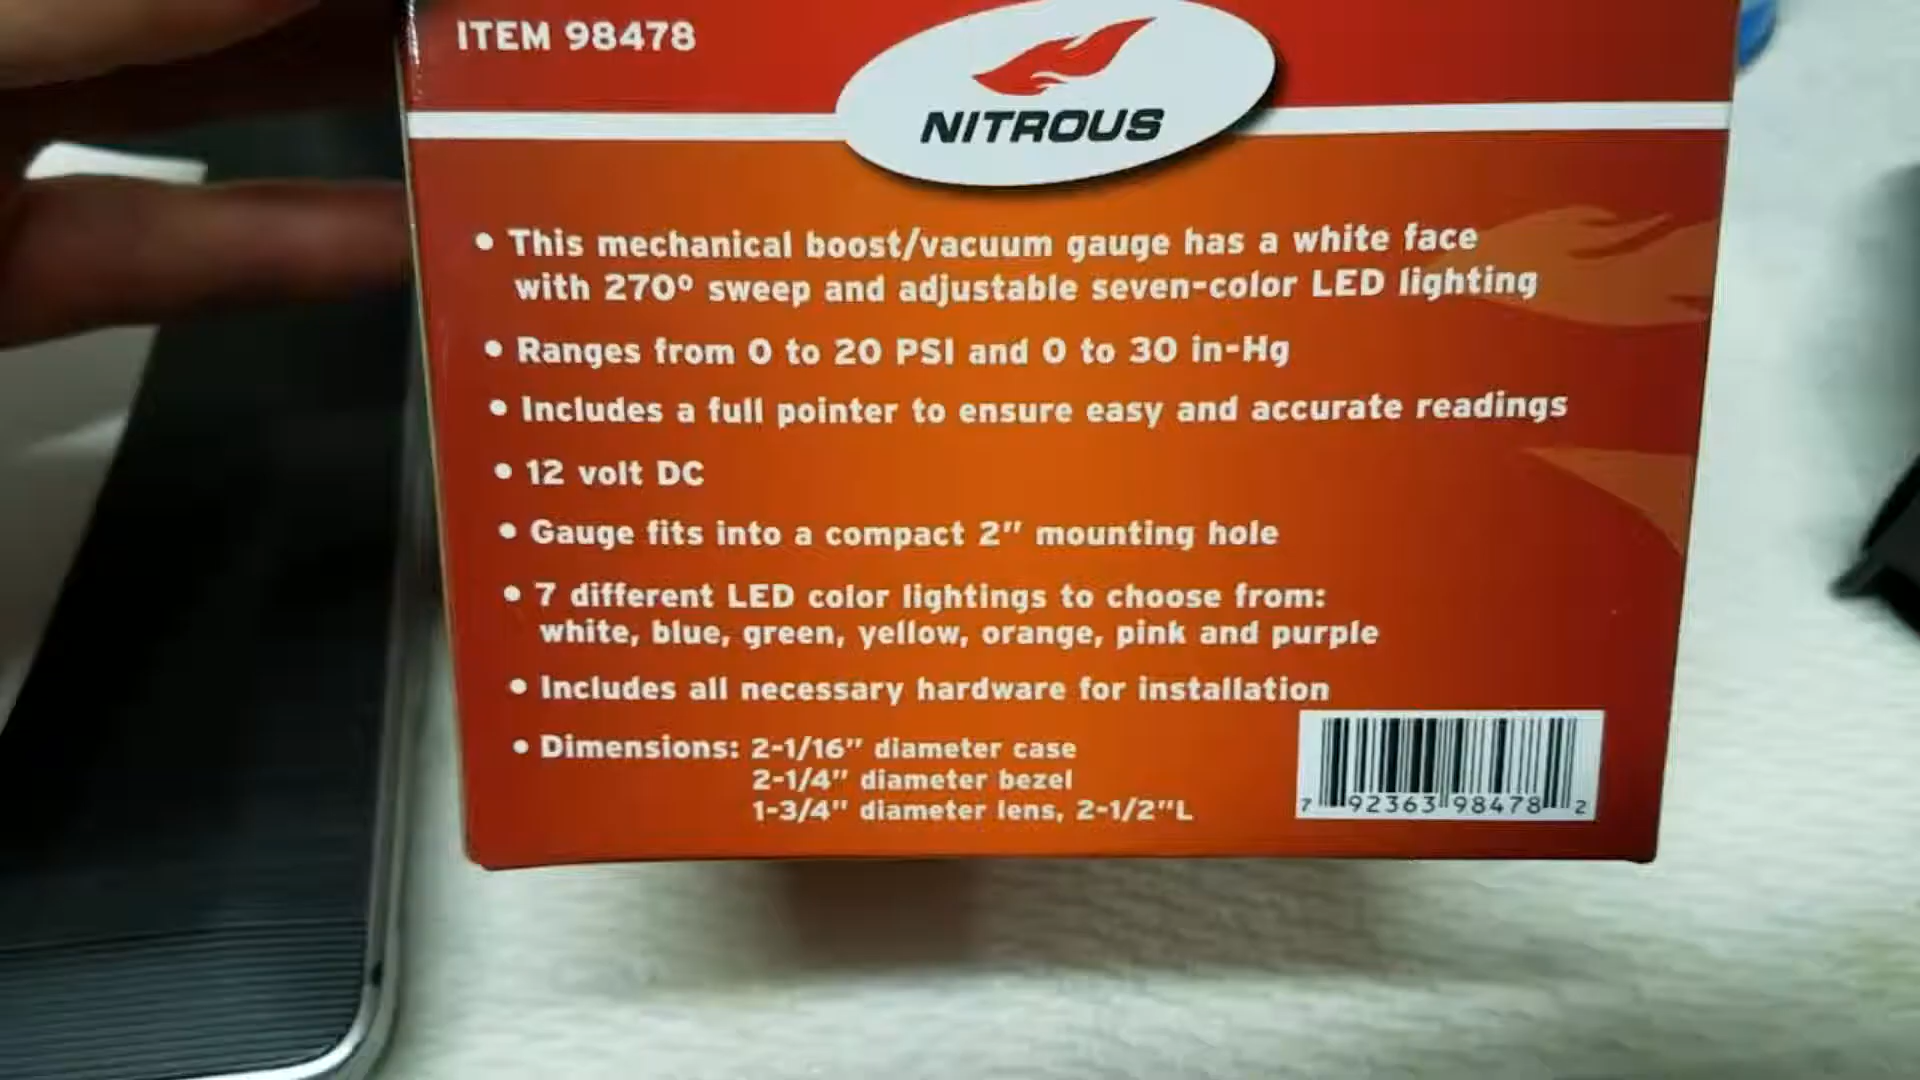 ITEM 98478
NITROUS
• This mechanical boost/vacuum gauge has a white face
with 270º sweep and adjustable seven-color LED lighting
• Ranges from 0 to 20 PSI and 0 to 30 in-Hg
• Includes a full pointer to ensure easy and accurate readings
• 12 volt DC
• Gauge fits into a compact 2" mounting hole
• 7 different LED color lightings to choose from:
white, blue, green, yellow, orange, pink and purple
• Includes all necessary hardware for installation
• Dimensions: 2-1/16" diameter case
2-1/4" diameter bezel
1-3/4" diameter lens, 2-1/2"L
7 92363 98478 2